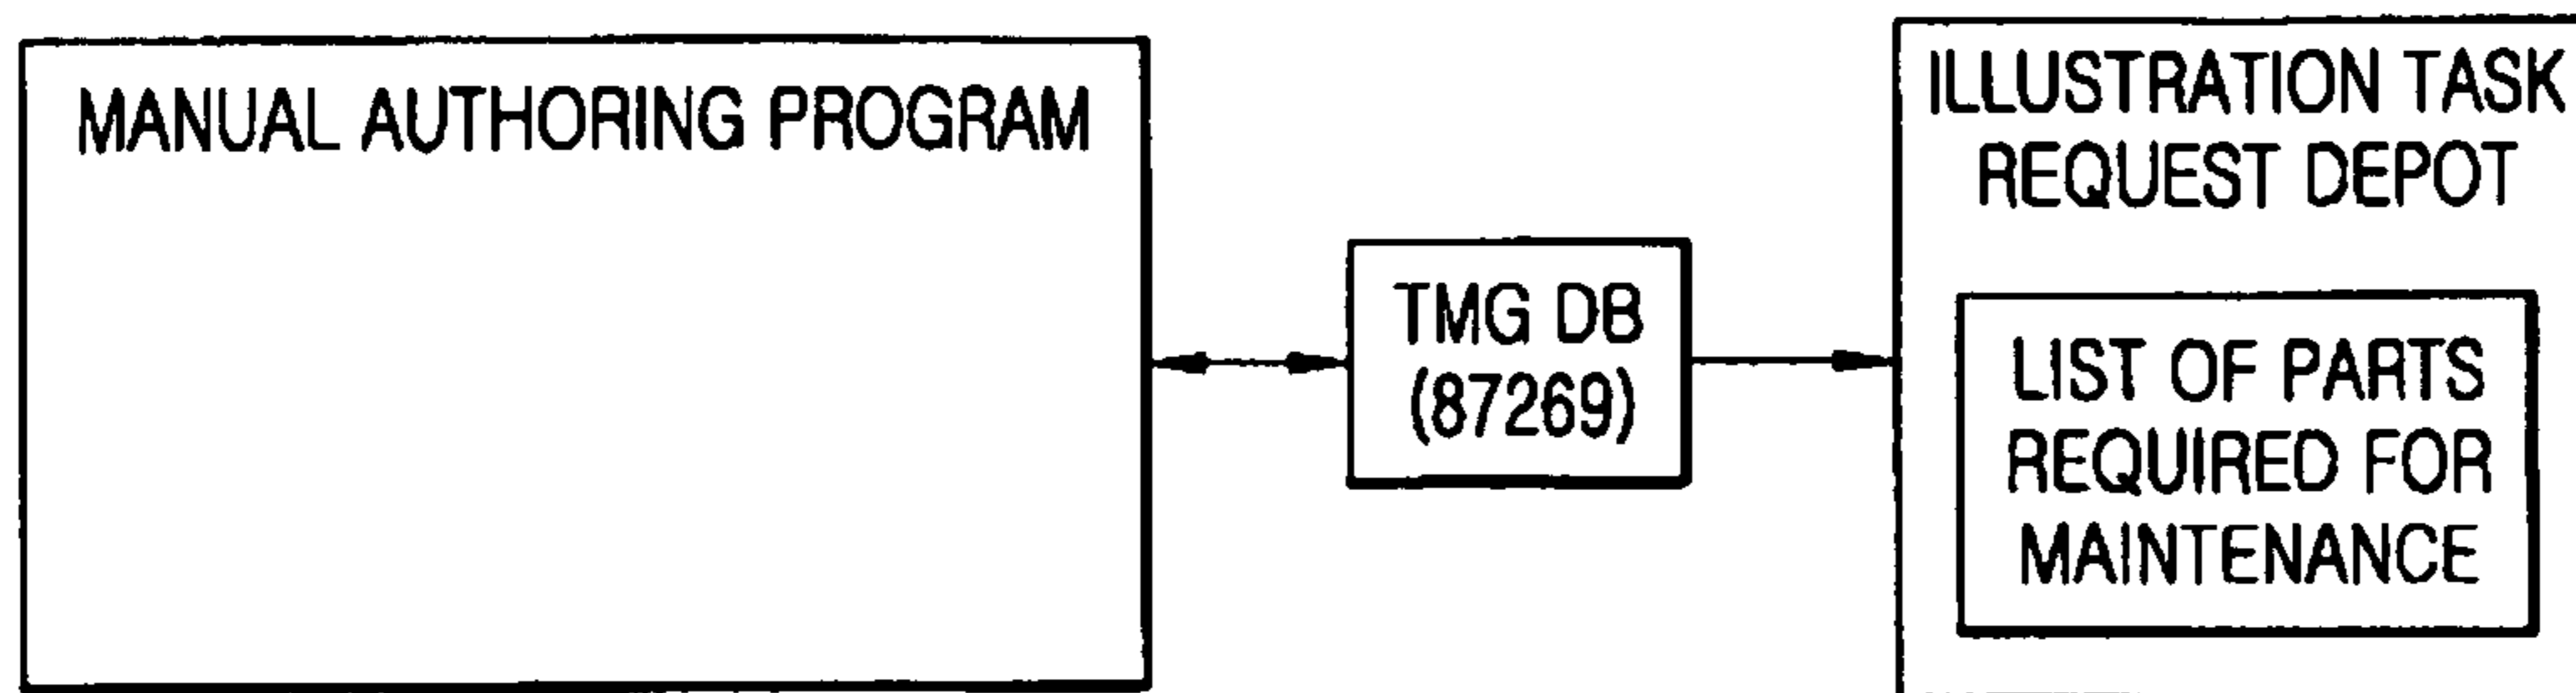 MANUAL AUTHORING PROGRAM
TMG DB
(87269)
ILLUSTRATION TASK
REQUEST DEPOT
LIST OF PARTS
REQUIRED FOR
MAINTENANCE